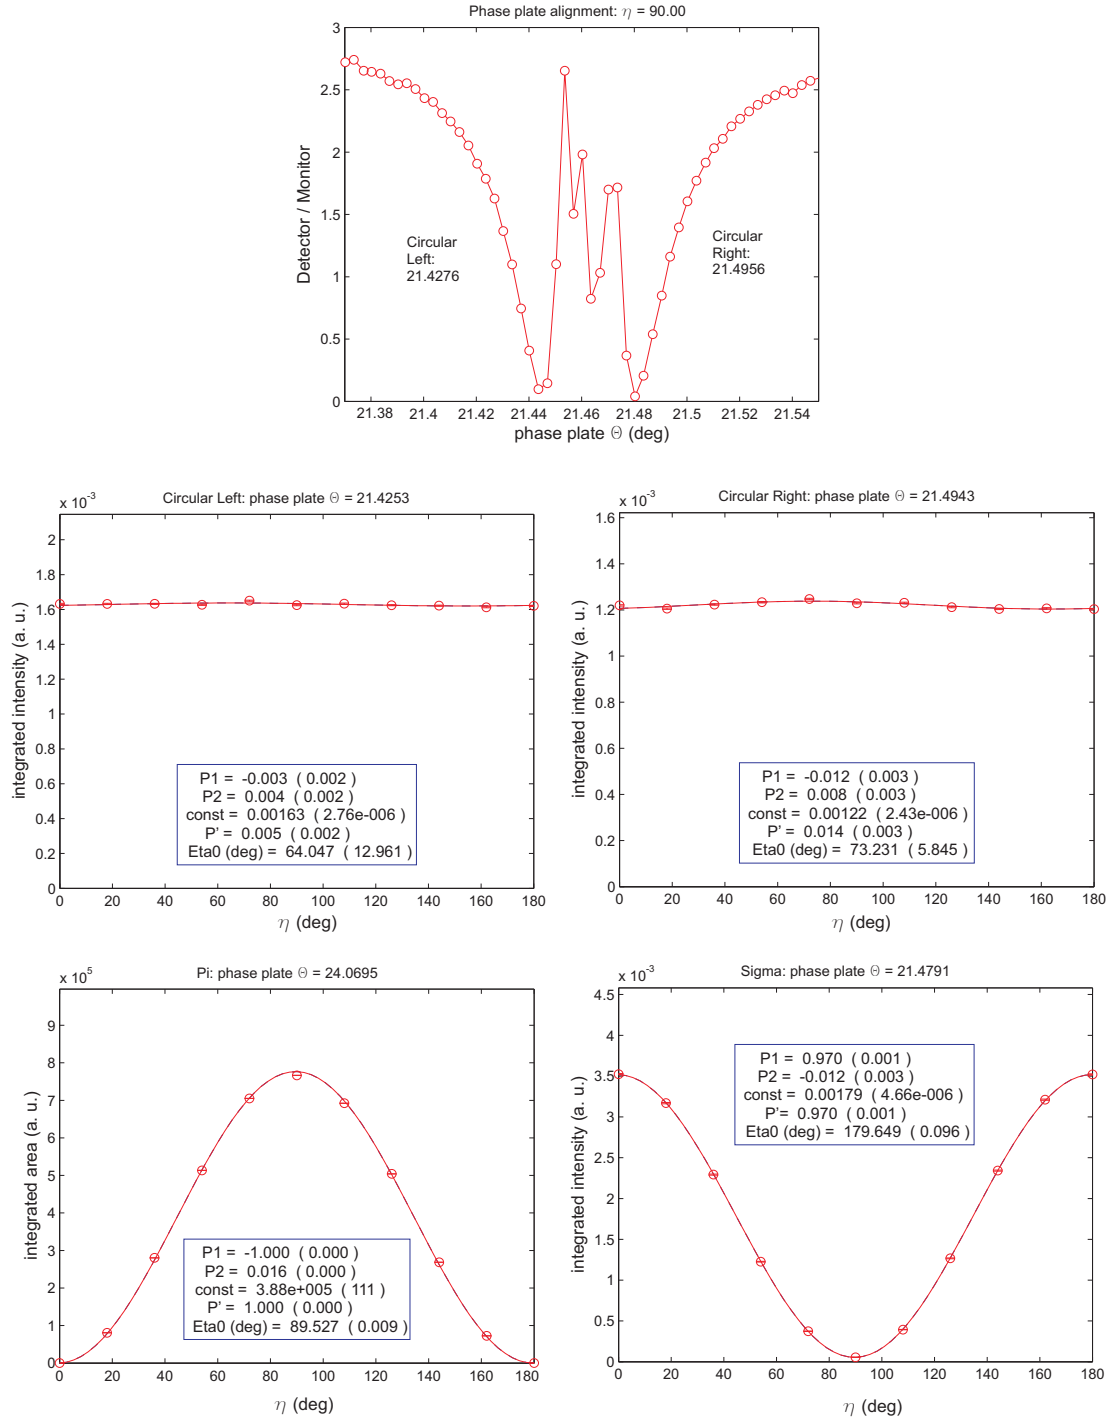 Phase plate alignment: η = 90.00
3
2.5
2
1.5
1
0.5
0
Detector / Monitor
Circular
Left:
21.4276
Circular
Right:
21.4956
21.38 21.4 21.42 21.44 21.46 21.48 21.5 21.52 21.54
phase plate Θ (deg)
x 10^-3
Circular Left: phase plate Θ = 21.4253
2
1.8
1.6
1.4
1.2
1
0.8
0.6
0.4
0.2
0
integrated intensity (a. u.)
P1 = -0.003 ( 0.002 )
P2 = 0.004 ( 0.002 )
const = 0.00163 ( 2.76e-006 )
P' = 0.005 ( 0.002 )
Eta0 (deg) = 64.047 ( 12.961 )
0 20 40 60 80 100 120 140 160 180
η (deg)
x 10^-3
Circular Right: phase plate Θ = 21.4943
1.6
1.4
1.2
1
0.8
0.6
0.4
0.2
0
integrated intensity (a. u.)
P1 = -0.012 ( 0.003 )
P2 = 0.008 ( 0.003 )
const = 0.00122 ( 2.43e-006 )
P' = 0.014 ( 0.003 )
Eta0 (deg) = 73.231 ( 5.845 )
0 20 40 60 80 100 120 140 160 180
η (deg)
x 10^5
Pi: phase plate Θ = 24.0695
9
8
7
6
5
4
3
2
1
0
integrated area (a. u.)
P1 = -1.000 ( 0.000 )
P2 = 0.016 ( 0.000 )
const = 3.88e+005 ( 111 )
P' = 1.000 ( 0.000 )
Eta0 (deg) = 89.527 ( 0.009 )
0 20 40 60 80 100 120 140 160 180
η (deg)
x 10^-3
Sigma: phase plate Θ = 21.4791
4.5
4
3.5
3
2.5
2
1.5
1
0.5
0
integrated intensity (a. u.)
P1 = 0.970 ( 0.001 )
P2 = -0.012 ( 0.003 )
const = 0.00179 ( 4.66e-006 )
P'= 0.970 ( 0.001 )
Eta0 (deg) = 179.649 ( 0.096 )
0 20 40 60 80 100 120 140 160 180
η (deg)